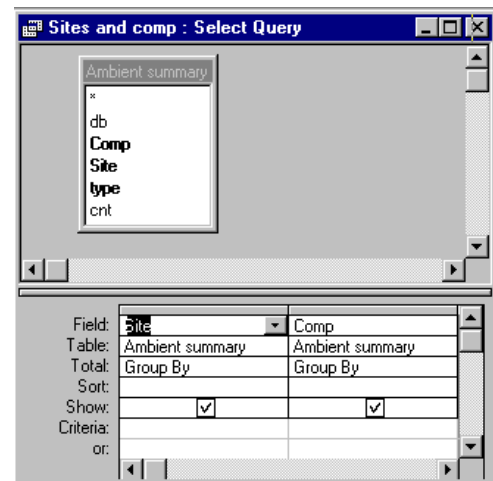 Sites and comp : Select Query
Ambient summary
*
db
Comp
Site
type
cnt
Field: Site Comp
Table: Ambient summary Ambient summary
Total: Group By Group By
Sort:
Show:
Criteria:
or: